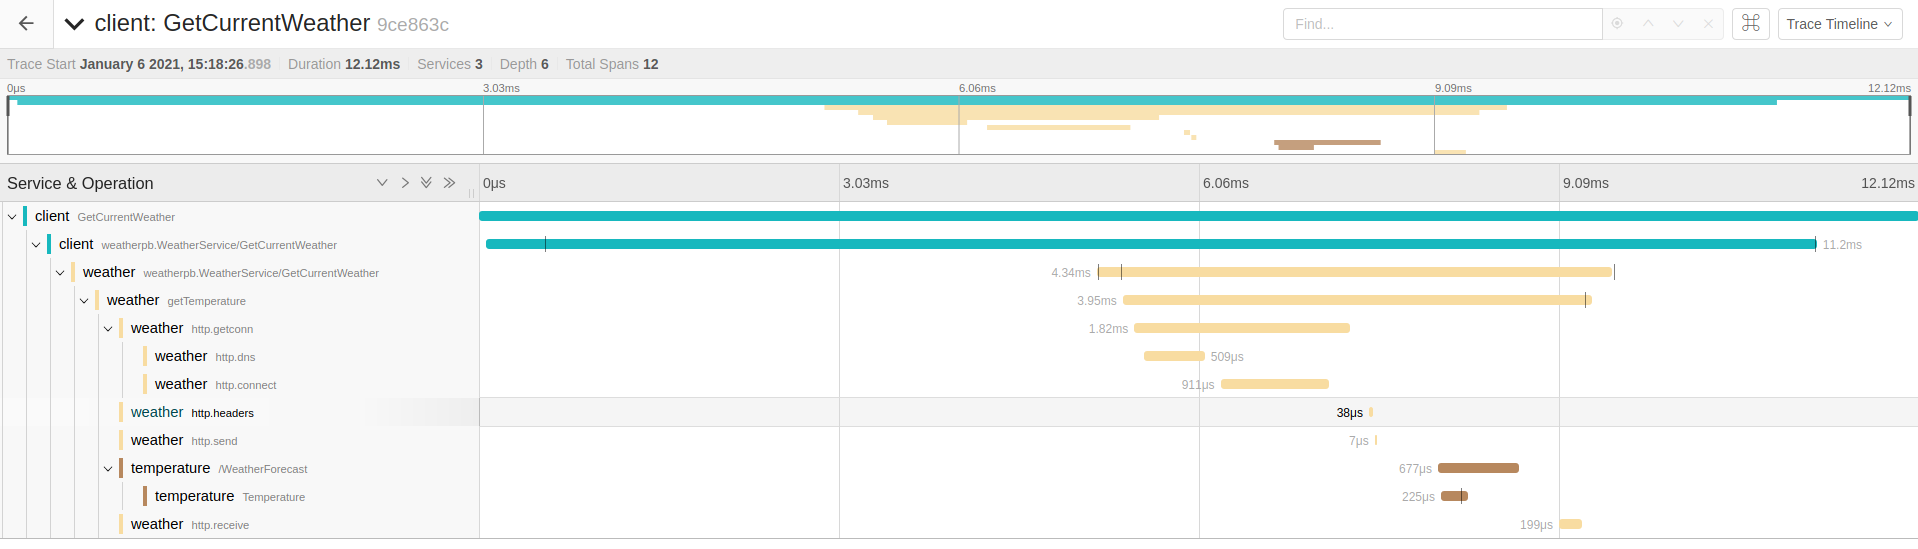 client: GetCurrentWeather 9ce863c Find... Trace Timeline
Trace Start January 6 2021, 15:18:26.898 Duration 12.12ms Services 3 Depth 6 Total Spans 12
0μs 3.03ms 6.06ms 9.09ms 12.12ms
Service & Operation 0μs 3.03ms 6.06ms 9.09ms 12.12ms
client GetCurrentWeather
client weatherpb.WeatherService/GetCurrentWeather 11.2ms
weather weatherpb.WeatherService/GetCurrentWeather 4.34ms
weather getTemperature 3.95ms
weather http.getconn 1.82ms
weather http.dns 509μs
weather http.connect 911μs
weather http.headers 38μs
weather http.send 7μs
temperature /WeatherForecast 677μs
temperature Temperature 225μs
weather http.receive 199μs